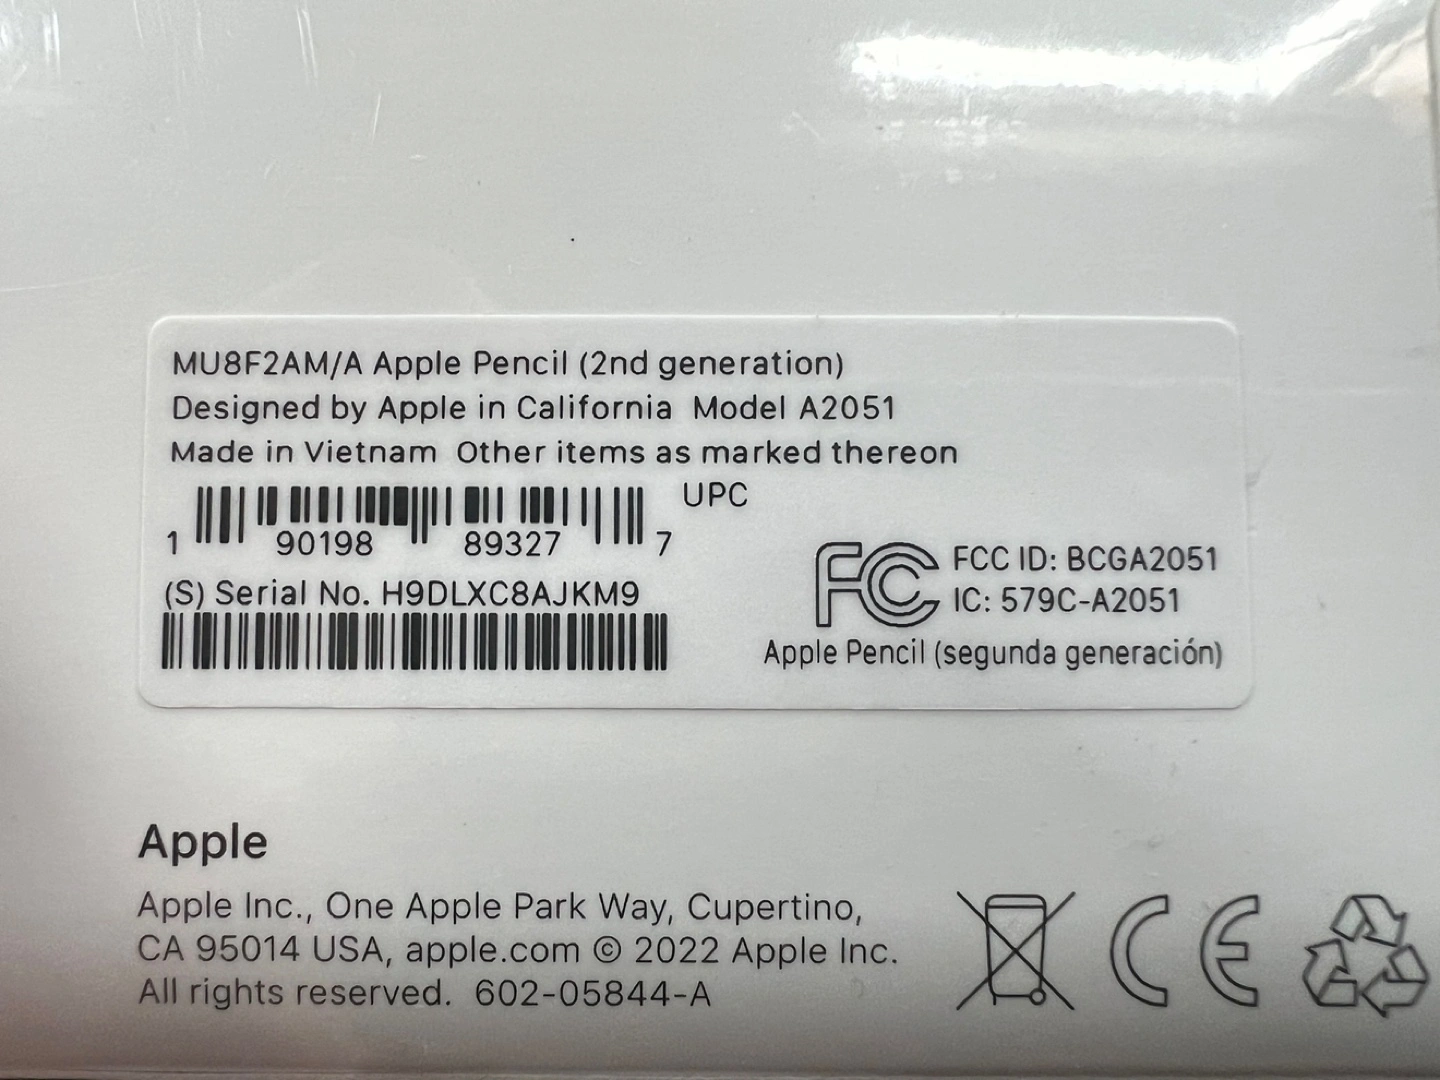 MU8F2AM/A Apple Pencil (2nd generation)
Designed by Apple in California Model A2051
Made in Vietnam Other items as marked thereon
UPC
1 90198 89327 7
(S) Serial No. H9DLXC8AJKM9
FC FCC ID: BCGA2051
IC: 579C-A2051
Apple Pencil (segunda generación)
Apple
Apple Inc., One Apple Park Way, Cupertino,
CA 95014 USA, apple.com © 2022 Apple Inc.
All rights reserved. 602-05844-A
CE